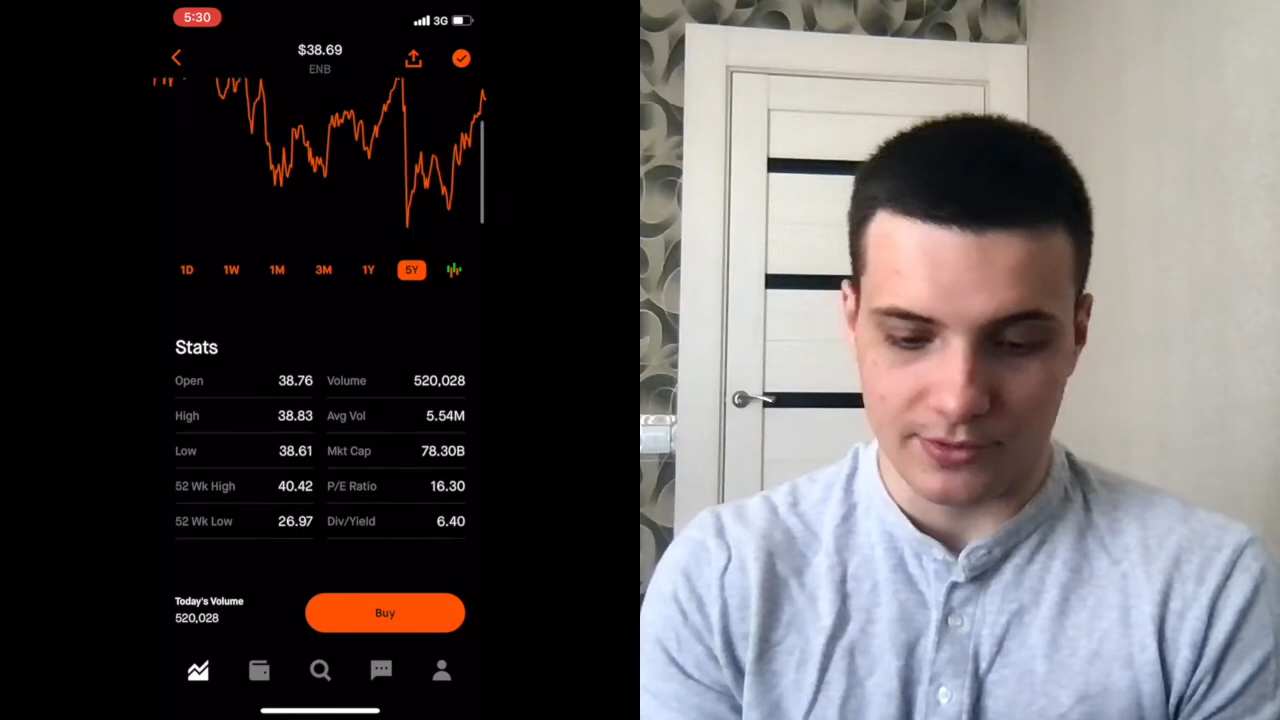 5:30
3G
$38.69
ENB
1D 1W 1M 3M 1Y 5Y
Stats
Open 38.76 Volume 520,028
High 38.83 Avg Vol 5.54M
Low 38.61 Mkt Cap 78.30B
52 Wk High 40.42 P/E Ratio 16.30
52 Wk Low 26.97 Div/Yield 6.40
Today's Volume
520,028
Buy